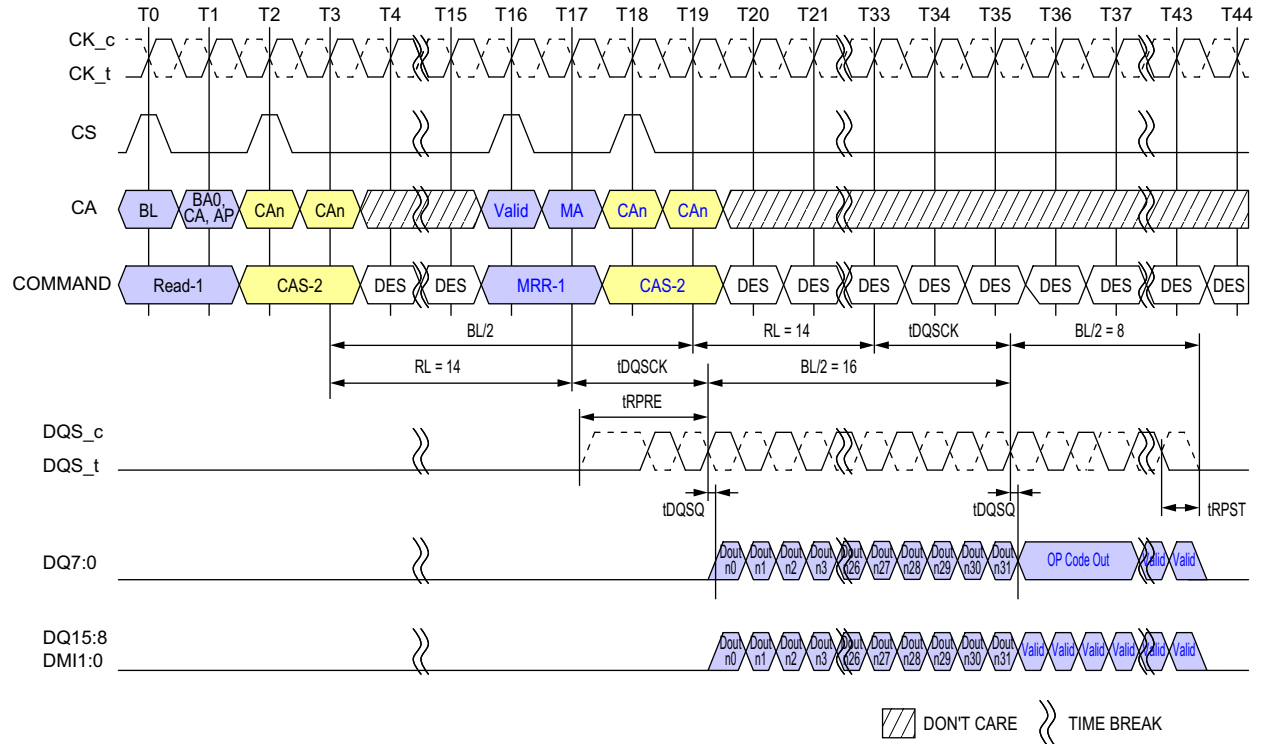 T0 T1 T2 T3 T4 T15 T16 T17 T18 T19 T20 T21 T33 T34 T35 T36 T37 T43 T44
CK_c
CK_t
CS
CA BL BA0, CA, AP CAn CAn Valid MA CAn CAn
COMMAND Read-1 CAS-2 DES DES MRR-1 CAS-2 DES DES DES DES DES DES DES DES DES
BL/2 RL = 14 tDQSCK BL/2 = 8
RL = 14 tDQSCK BL/2 = 16
tRPRE
DQS_c
DQS_t
tDQSQ tDQSQ tRPST
DQ7:0 Dout n0 Dout n1 Dout n2 Dout n3 Dout n26 Dout n27 Dout n28 Dout n29 Dout n30 Dout n31 OP Code Out Valid Valid
DQ15:8
DMI1:0 Dout n0 Dout n1 Dout n2 Dout n3 Dout n26 Dout n27 Dout n28 Dout n29 Dout n30 Dout n31 Valid Valid Valid Valid Valid Valid
DON'T CARE TIME BREAK